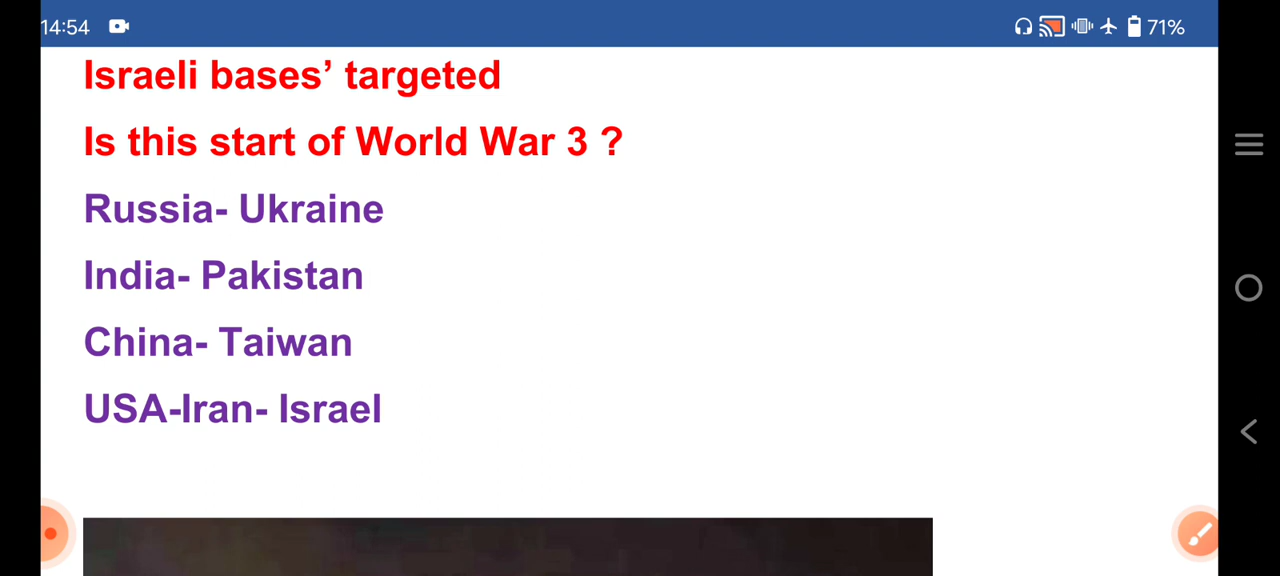 14:54
71%
Israeli bases’ targeted
Is this start of World War 3 ?
Russia- Ukraine
India- Pakistan
China- Taiwan
USA-Iran- Israel